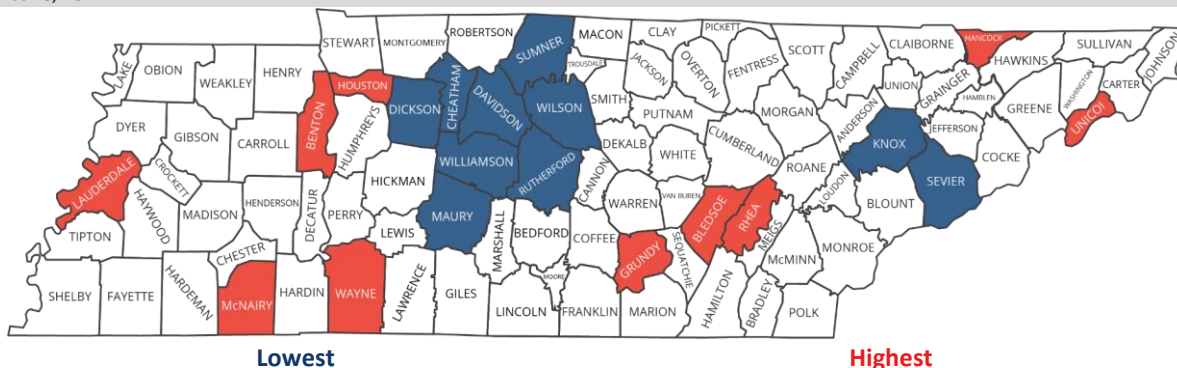 LAKE
OBION
WEAKLEY
HENRY
STEWART
MONTGOMERY
ROBERTSON
SUMNER
MACON
TROUSDALE
CLAY
PICKETT
JACKSON
OVERTON
FENTRESS
SCOTT
CAMPBELL
CLAIBORNE
HANCOCK
HAWKINS
SULLIVAN
JOHNSON
WASHINGTON
CARTER
UNICOI
GREENE
UNION
GRAINGER
HAMBLEN
JEFFERSON
COCKE
DYER
GIBSON
CARROLL
BENTON
HOUSTON
HUMPHREYS
DICKSON
CHEATHAM
DAVIDSON
WILSON
SMITH
PUTNAM
MORGAN
ANDERSON
KNOX
SEVIER
LAUDERDALE
CROCKETT
HAYWOOD
MADISON
HENDERSON
DECATUR
PERRY
HICKMAN
WILLIAMSON
RUTHERFORD
CANNON
DEKALB
WHITE
CUMBERLAND
ROANE
LOUDON
BLOUNT
TIPTON
CHESTER
LEWIS
MAURY
MARSHALL
BEDFORD
COFFEE
WARREN
VAN BUREN
BLEDSOE
RHEA
MEIGS
McMINN
MONROE
SHELBY
FAYETTE
HARDEMAN
McNAIRY
HARDIN
WAYNE
LAWRENCE
GILES
LINCOLN
MOORE
FRANKLIN
GRUNDY
MARION
SEQUATCHIE
HAMILTON
BRADLEY
POLK
Lowest
Highest